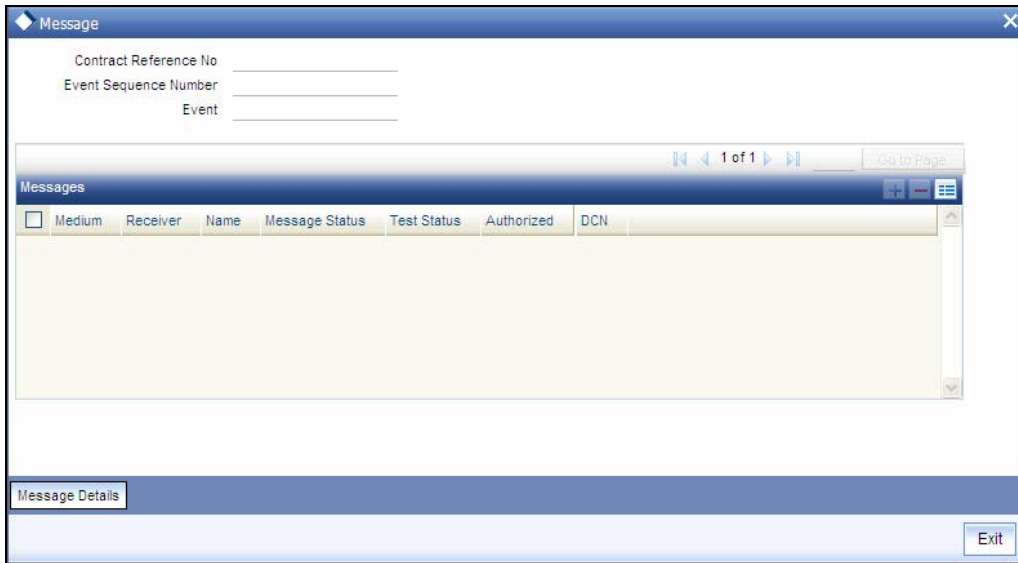 Message
Contract Reference No
Event Sequence Number
Event
1 of 1 Go to Page
Messages
Medium Receiver Name Message Status Test Status Authorized DCN
Message Details
Exit